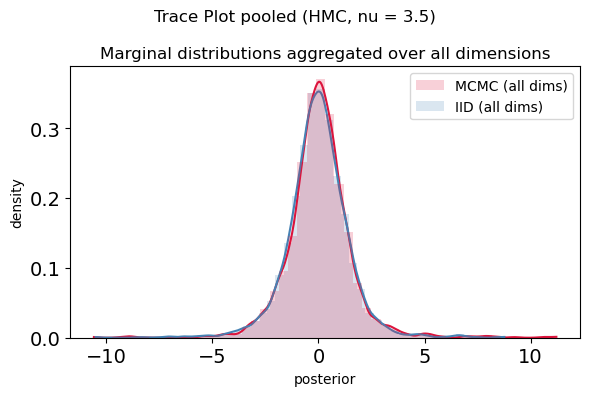 Trace Plot pooled (HMC, nu = 3.5)
Marginal distributions aggregated over all dimensions
MCMC (all dims)
IID (all dims)
density
0.3
0.2
0.1
0.0
−10
−5
0
5
10
posterior